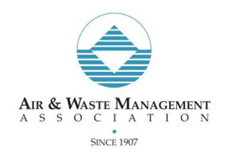 AIR & WASTE MANAGEMENT
ASSOCIATION
SINCE 1907